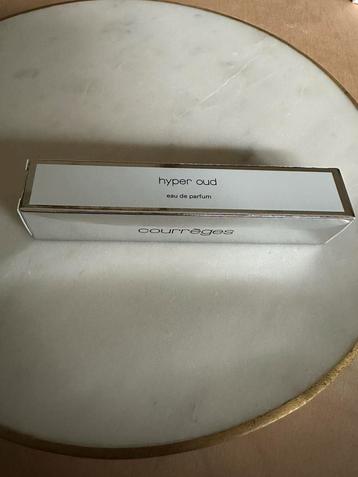 hyper oud
eau de parfum
courrèges